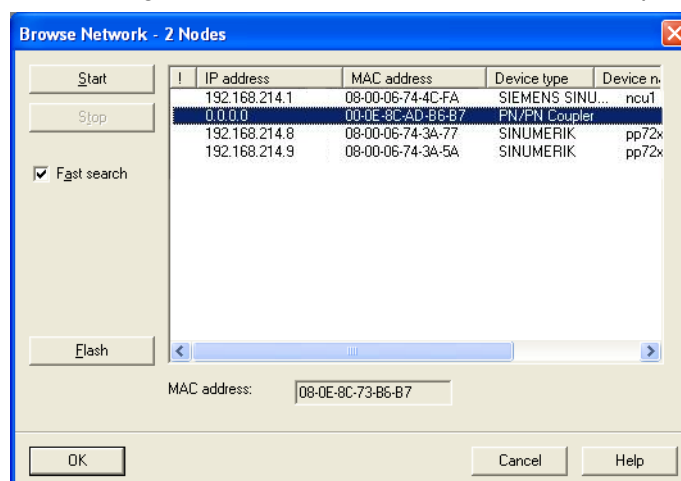 Browse Network - 2 Nodes
Start
! IP address MAC address Device type Device n
192.168.214.1 08-00-06-74-4C-FA SIEMENS SINU... ncu1
Stop
0.0.0.0 00-0E-8C-AD-B6-B7 PN/PN Coupler
192.168.214.8 08-00-06-74-3A-77 SINUMERIK pp72x
192.168.214.9 08-00-06-74-3A-5A SINUMERIK pp72x
Fast search
Flash
MAC address: 08-0E-8C-73-B6-B7
OK Cancel Help